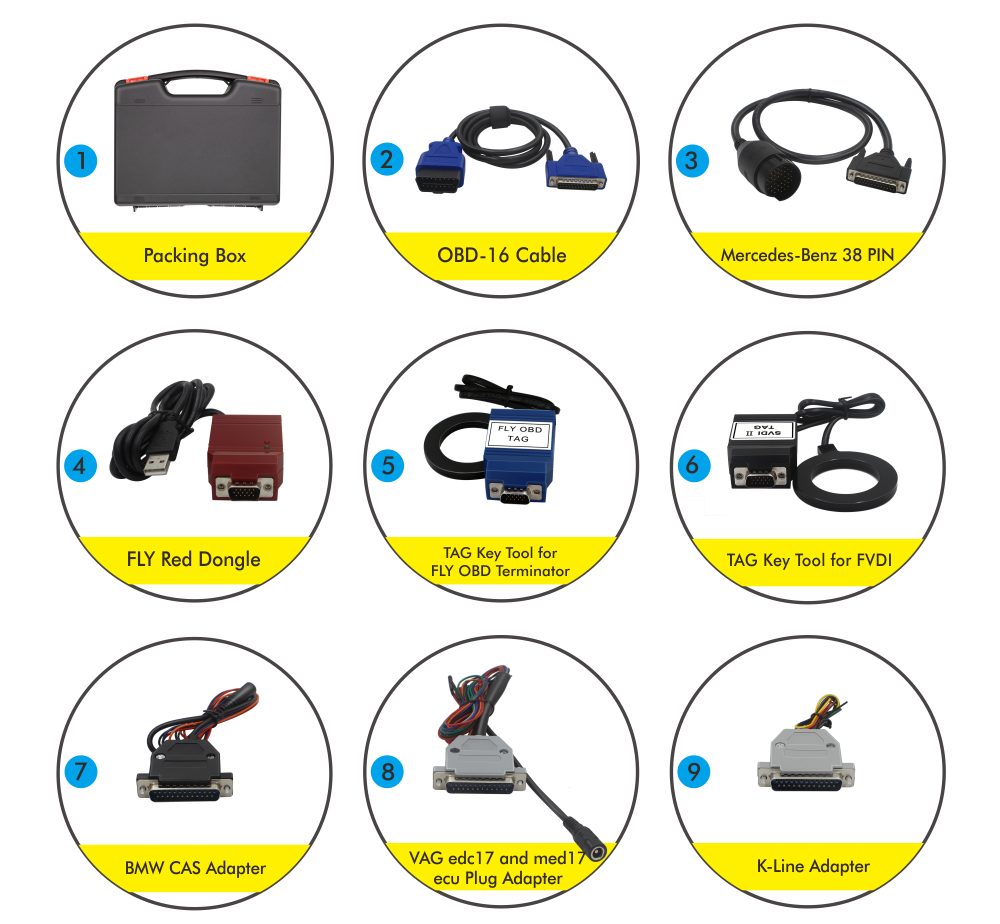 1
Packing Box
2
OBD-16 Cable
3
Mercedes-Benz 38 PIN
4
FLY Red Dongle
5
FLY OBD
TAG
TAG Key Tool for
FLY OBD Terminator
6
SVDI II
TAG
TAG Key Tool for FVDI
7
BMW CAS Adapter
8
VAG edc17 and med17
ecu Plug Adapter
9
K-Line Adapter